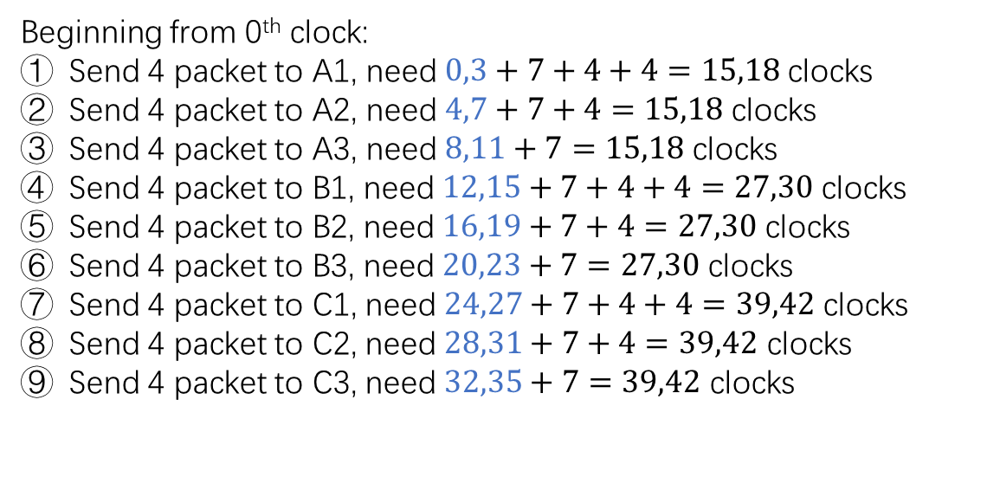 Beginning from 0th clock:
① Send 4 packet to A1, need 0,3 + 7 + 4 + 4 = 15,18 clocks
② Send 4 packet to A2, need 4,7 + 7 + 4 = 15,18 clocks
③ Send 4 packet to A3, need 8,11 + 7 = 15,18 clocks
④ Send 4 packet to B1, need 12,15 + 7 + 4 + 4 = 27,30 clocks
⑤ Send 4 packet to B2, need 16,19 + 7 + 4 = 27,30 clocks
⑥ Send 4 packet to B3, need 20,23 + 7 = 27,30 clocks
⑦ Send 4 packet to C1, need 24,27 + 7 + 4 + 4 = 39,42 clocks
⑧ Send 4 packet to C2, need 28,31 + 7 + 4 = 39,42 clocks
⑨ Send 4 packet to C3, need 32,35 + 7 = 39,42 clocks